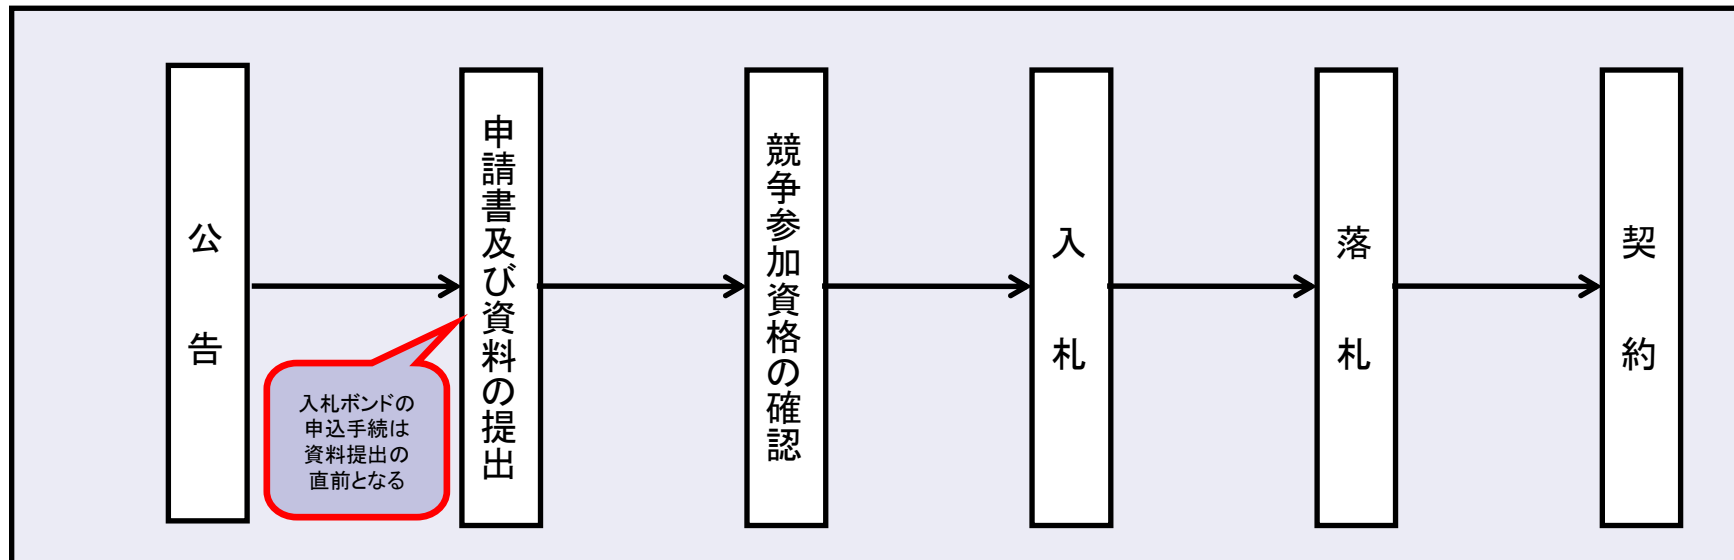 公告
申請書及び資料の提出
入札ボンドの
申込手続は
資料提出の
直前となる
競争参加資格の確認
入札
落札
契約